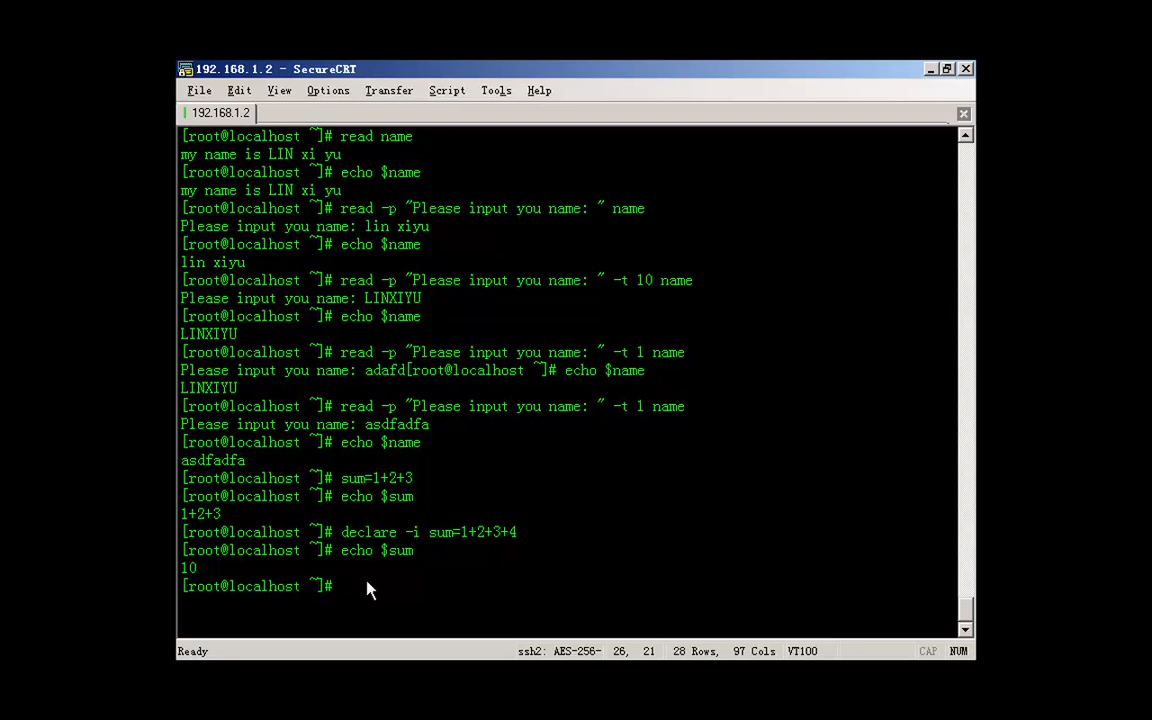 192.168.1.2 - SecureCRT
File Edit View Options Transfer Script Tools Help
192.168.1.2
[root@localhost ~]# read name
my name is LIN xi yu
[root@localhost ~]# echo $name
my name is LIN xi yu
[root@localhost ~]# read -p "Please input you name: " name
Please input you name: lin xiyu
[root@localhost ~]# echo $name
lin xiyu
[root@localhost ~]# read -p "Please input you name: " -t 10 name
Please input you name: LINXIYU
[root@localhost ~]# echo $name
LINXIYU
[root@localhost ~]# read -p "Please input you name: " -t 1 name
Please input you name: adafd[root@localhost ~]# echo $name
LINXIYU
[root@localhost ~]# read -p "Please input you name: " -t 1 name
Please input you name: asdfadfa
[root@localhost ~]# echo $name
asdfadfa
[root@localhost ~]# sum=1+2+3
[root@localhost ~]# echo $sum
1+2+3
[root@localhost ~]# declare -i sum=1+2+3+4
[root@localhost ~]# echo $sum
10
[root@localhost ~]#
Ready ssh2: AES-256- 26, 21 28 Rows, 97 Cols VT100 CAP NUM